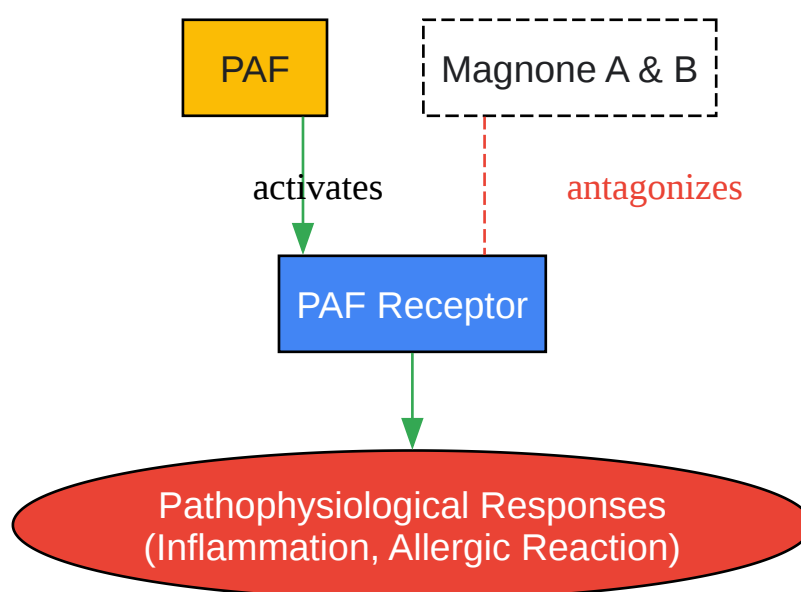 PAF
Magnone A & B
activates
antagonizes
PAF Receptor
Pathophysiological Responses
(Inflammation, Allergic Reaction)